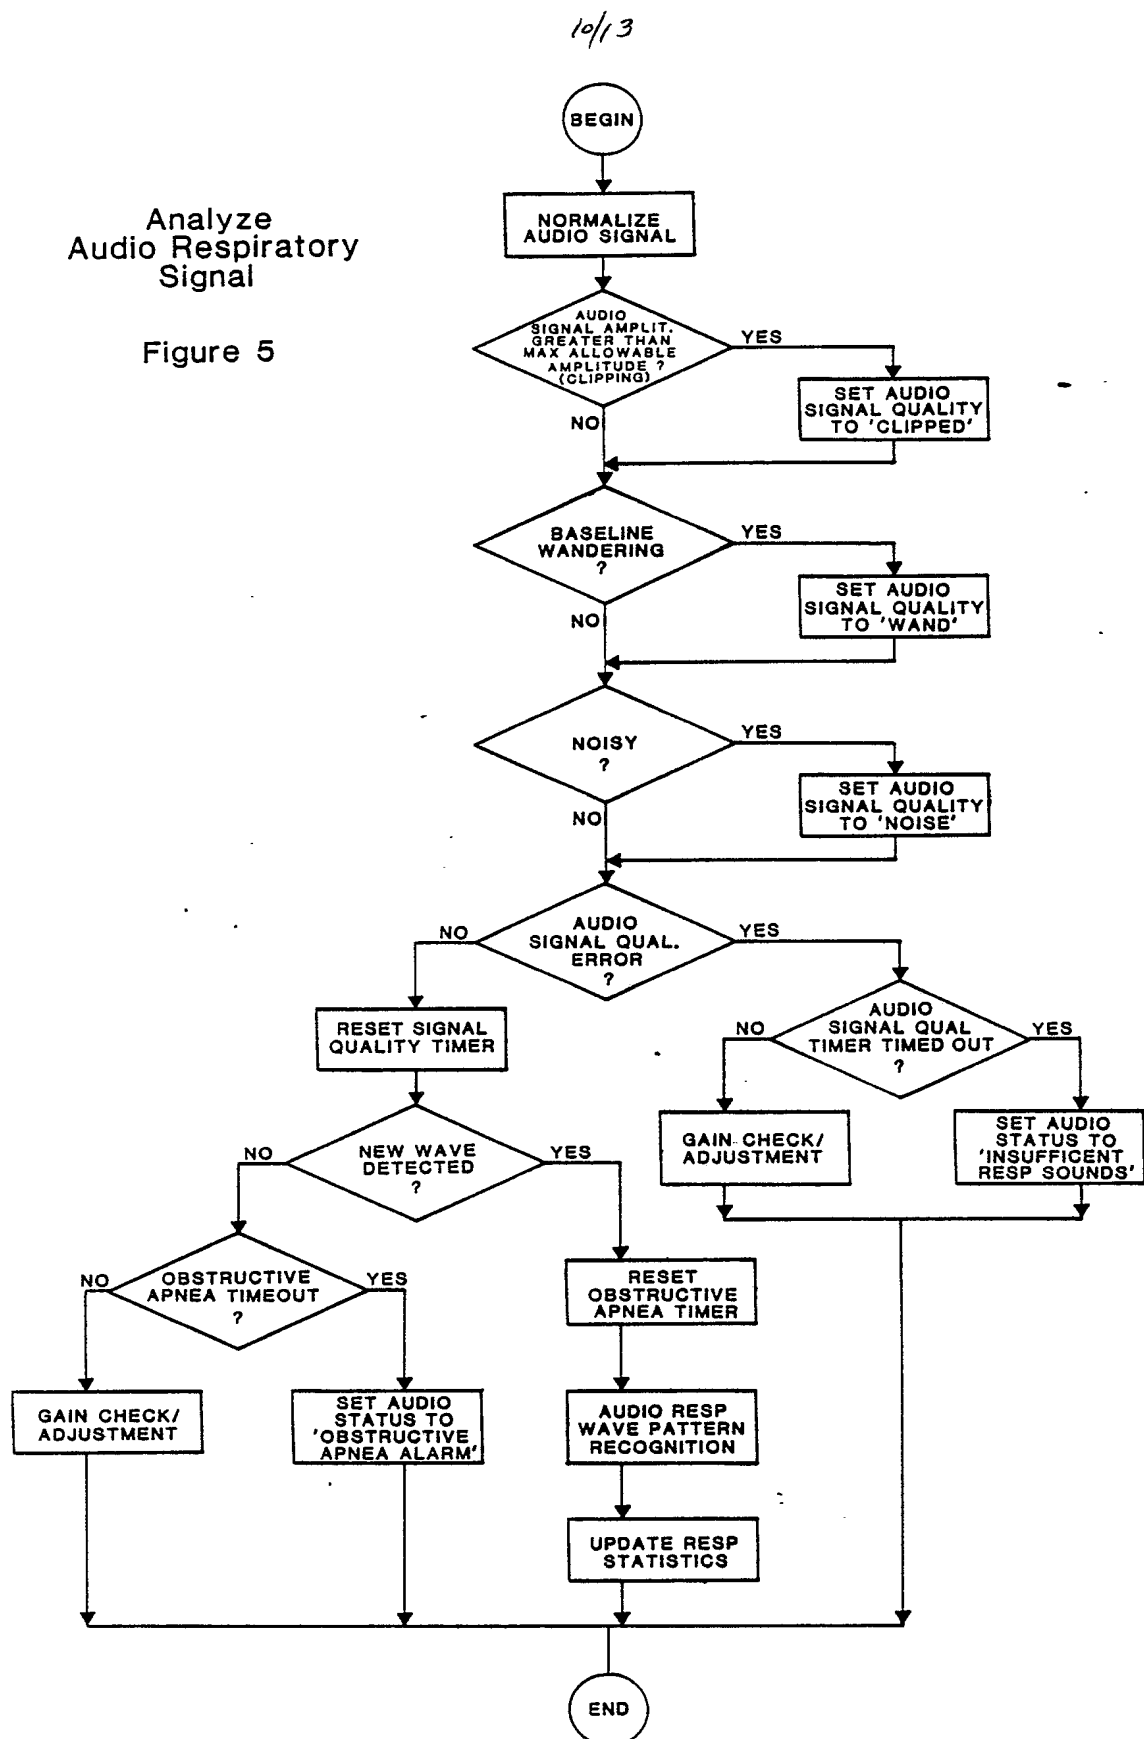 10/13
BEGIN
Analyze
Audio Respiratory
Signal
Figure 5
NORMALIZE
AUDIO SIGNAL
AUDIO
SIGNAL AMPLIT.
GREATER THAN
MAX ALLOWABLE
AMPLITUDE ?
(CLIPPING)
YES
SET AUDIO
SIGNAL QUALITY
TO 'CLIPPED'
NO
BASELINE
WANDERING
?
YES
SET AUDIO
SIGNAL QUALITY
TO 'WAND'
NO
NOISY
?
YES
SET AUDIO
SIGNAL QUALITY
TO 'NOISE'
NO
AUDIO
SIGNAL QUAL.
ERROR
?
NO
YES
RESET SIGNAL
QUALITY TIMER
AUDIO
SIGNAL QUAL
TIMER TIMED OUT
?
NO
YES
GAIN CHECK/
ADJUSTMENT
SET AUDIO
STATUS TO
'INSUFFICENT
RESP SOUNDS'
NEW WAVE
DETECTED
?
NO
YES
OBSTRUCTIVE
APNEA TIMEOUT
?
NO
YES
RESET
OBSTRUCTIVE
APNEA TIMER
GAIN CHECK/
ADJUSTMENT
SET AUDIO
STATUS TO
'OBSTRUCTIVE
APNEA ALARM'
AUDIO RESP
WAVE PATTERN
RECOGNITION
UPDATE RESP
STATISTICS
END